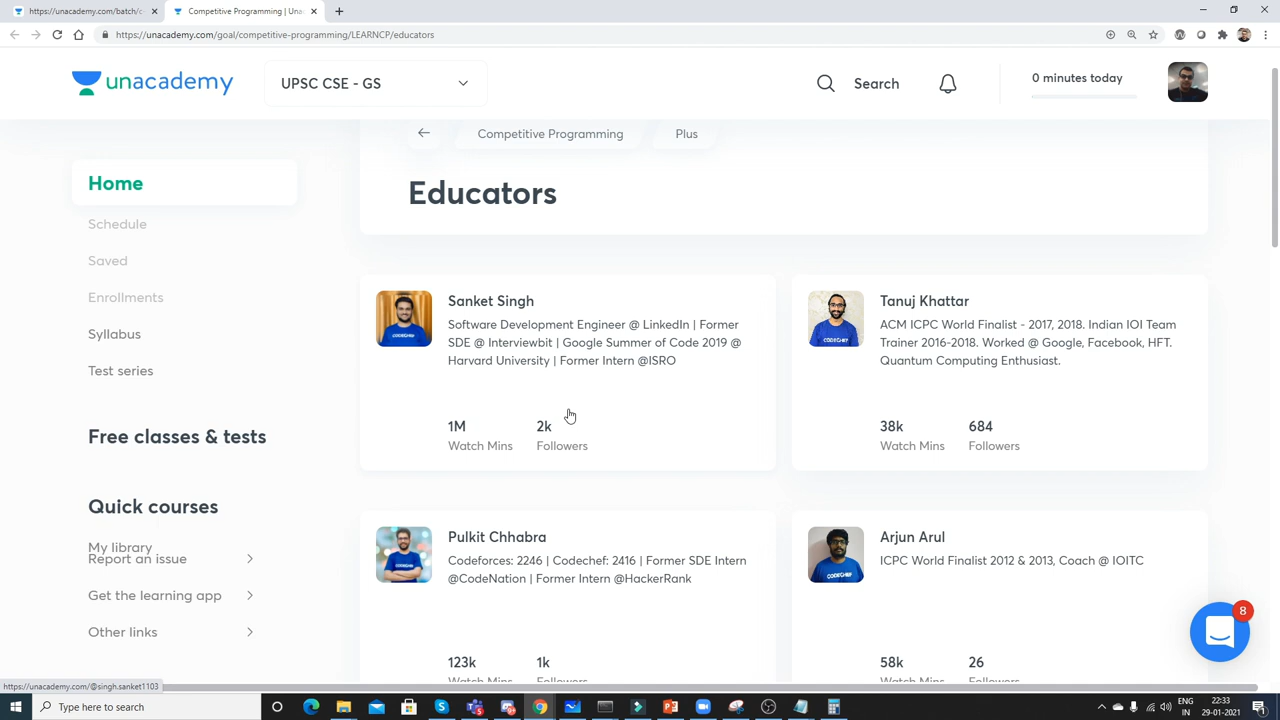 https://unacademy.com/batch/c
Competitive Programming | Una
https://unacademy.com/goal/competitive-programming/LEARNCP/educators
unacademy
UPSC CSE - GS
Search
0 minutes today
Competitive Programming
Plus
Educators
Home
Schedule
Saved
Enrollments
Syllabus
Test series
Free classes & tests
Quick courses
My library
Report an issue
Get the learning app
Other links
Sanket Singh
Software Development Engineer @ LinkedIn | Former
SDE @ Interviewbit | Google Summer of Code 2019 @
Harvard University | Former Intern @ISRO
1M
2k
Watch Mins
Followers
Tanuj Khattar
ACM ICPC World Finalist - 2017, 2018. Indian IOI Team
Trainer 2016-2018. Worked @ Google, Facebook, HFT.
Quantum Computing Enthusiast.
38k
684
Watch Mins
Followers
Pulkit Chhabra
Codeforces: 2246 | Codechef: 2416 | Former SDE Intern
@CodeNation | Former Intern @HackerRank
123k
1k
Watch Mins
Followers
Arjun Arul
ICPC World Finalist 2012 & 2013, Coach @ IOITC
58k
26
Watch Mins
Followers
8
https://unacademy.com/@singh.sanket1103
Type here to search
ENG
IN
22:33
29-01-2021